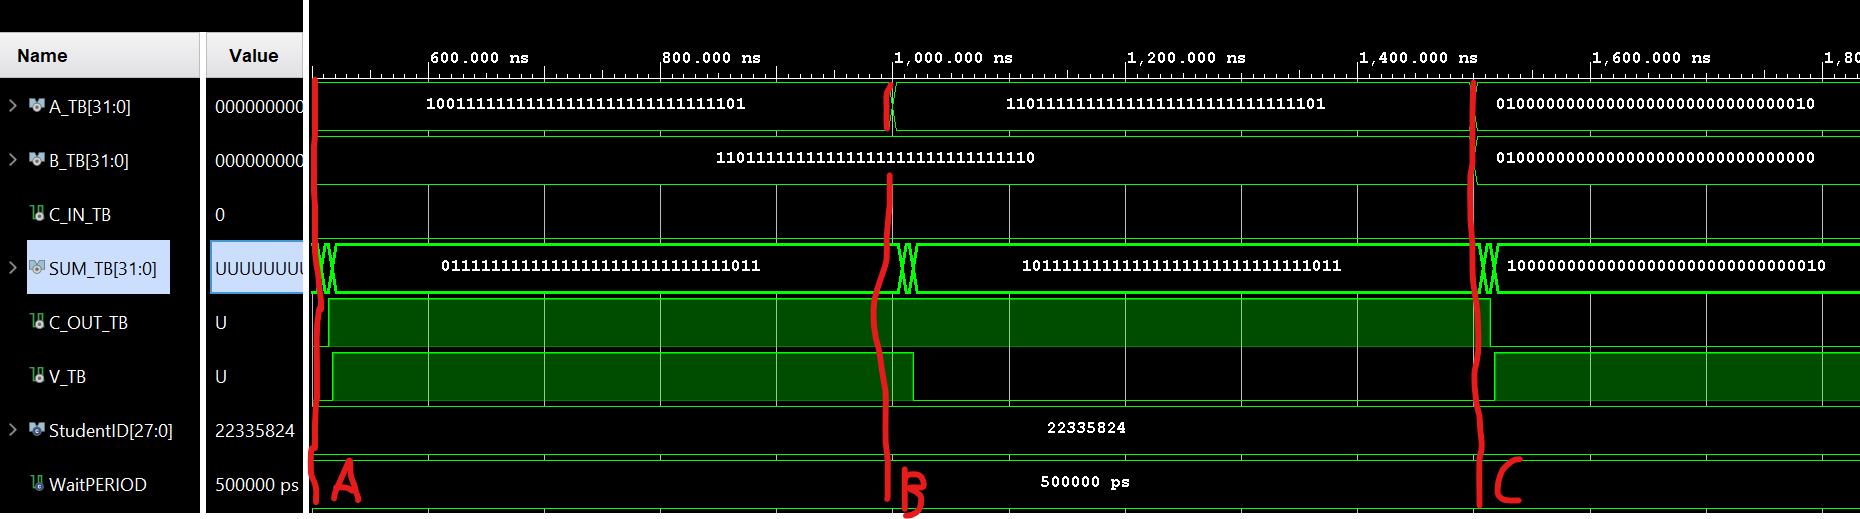 Name
Value
600.000 ns
800.000 ns
1,000.000 ns
1,200.000 ns
1,400.000 ns
1,600.000 ns
1,80
A_TB[31:0]
000000000
10011111111111111111111111111101
11011111111111111111111111111101
01000000000000000000000000000010
B_TB[31:0]
000000000
11011111111111111111111111111110
01000000000000000000000000000000
C_IN_TB
0
SUM_TB[31:0]
UUUUUUUU
01111111111111111111111111111011
10111111111111111111111111111011
10000000000000000000000000000010
C_OUT_TB
U
V_TB
U
StudentID[27:0]
22335824
22335824
WaitPERIOD
500000 ps
500000 ps
A
B
C